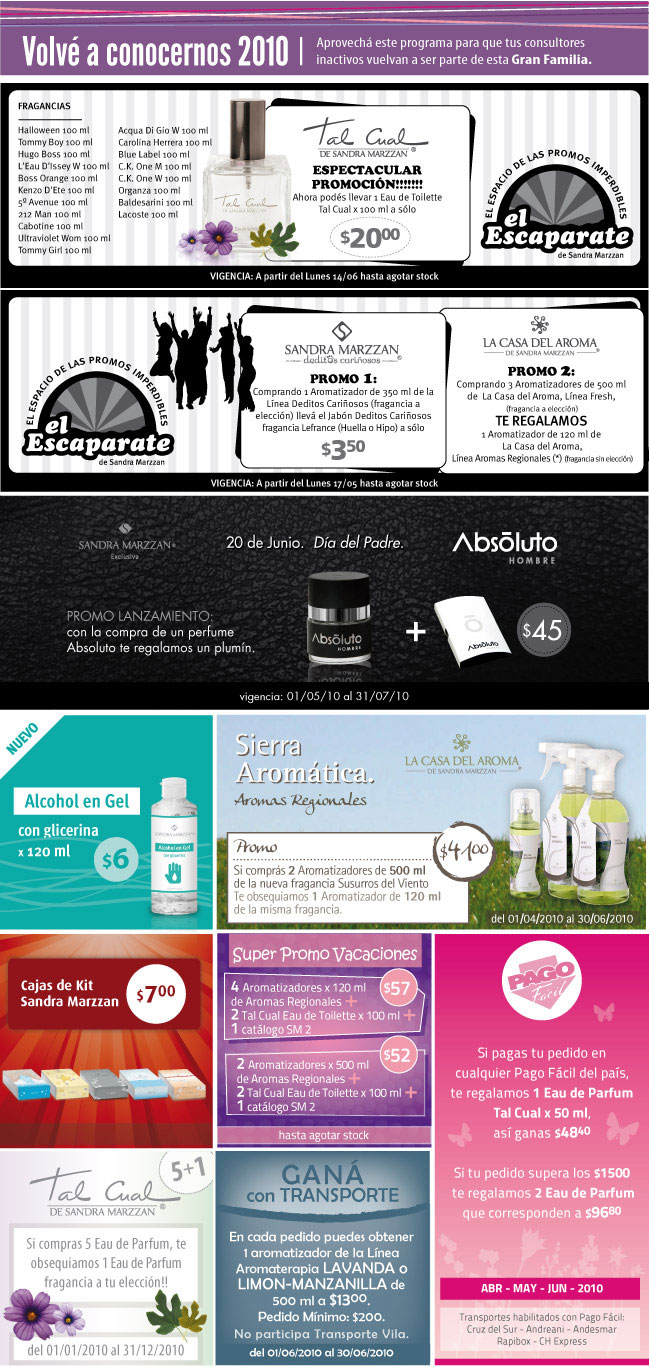 Volvé a conocernos 2010
Aprovechá este programa para que tus consultores
inactivos vuelvan a ser parte de esta Gran Familia.
FRAGANCIAS
Halloween 100 ml
Tommy Boy 100 ml
Hugo Boss 100 ml
L'Eau D'Issey W 100 ml
Boss Orange 100 ml
Kenzo D'Ete 100 ml
5º Avenue 100 ml
212 Man 100 ml
Cabotine 100 ml
Ultraviolet Wom 100 ml
Tommy Girl 100 ml
Acqua Di Gio W 100 ml
Carolina Herrera 100 ml
Blue Label 100 ml
C.K. One M 100 ml
C.K. One W 100 ml
Organza 100 ml
Baldesarini 100 ml
Lacoste 100 ml
Tal Cual
DE SANDRA MARZZAN
Tal Cual
DE SANDRA MARZZAN®
ESPECTACULAR
PROMOCIÓN!!!!!!!
Ahora podés llevar 1 Eau de Toilette
Tal Cual x 100 ml a sólo
$2000
EL ESPACIO DE LAS PROMOS IMPERDIBLES
el
Escaparate
de Sandra Marzzan
VIGENCIA: A partir del Lunes 14/06 hasta agotar stock
EL ESPACIO DE LAS PROMOS IMPERDIBLES
el
Escaparate
de Sandra Marzzan
SANDRA MARZZAN
deditos cariñosos®
PROMO 1:
Comprando 1 Aromatizador de 350 ml de la
Línea Deditos Cariñosos (fragancia a
elección) llevá el Jabón Deditos Cariñosos
fragancia Lefrance (Huella o Hipo) a sólo
$350
LA CASA DEL AROMA
DE SANDRA MARZZAN®
PROMO 2:
Comprando 3 Aromatizadores de 500 ml
de La Casa del Aroma, Línea Fresh,
(fragancia a elección)
TE REGALAMOS
1 Aromatizador de 120 ml de
La Casa del Aroma,
Línea Aromas Regionales (*) (fragancia sin elección)
VIGENCIA: A partir del Lunes 17/05 hasta agotar stock
SANDRA MARZZAN®
Exclusiva
20 de Junio. Día del Padre.
Absōluto
HOMBRE
PROMO LANZAMIENTO:
con la compra de un perfume
Absoluto te regalamos un plumín.
Absōluto
HOMBRE
+
Absōluto
$45
vigencia: 01/05/10 al 31/07/10
NUEVO
Alcohol en Gel
con glicerina
x 120 ml
$6
SANDRA MARZZAN
Alcohol en Gel
con glicerina
Sierra
Aromática.
Aromas Regionales
LA CASA DEL AROMA
DE SANDRA MARZZAN®
Promo
$4100
Si comprás 2 Aromatizadores de 500 ml
de la nueva fragancia Susurros del Viento
Te obsequiamos 1 Aromatizador de 120 ml
de la misma fragancia.
del 01/04/2010 al 30/06/2010
Cajas de Kit
Sandra Marzzan
$700
Super Promo Vacaciones
4 Aromatizadores x 120 ml
de Aromas Regionales +
2 Tal Cual Eau de Toilette x 100 ml +
1 catálogo SM 2
$57
2 Aromatizadores x 500 ml
de Aromas Regionales +
2 Tal Cual Eau de Toilette x 100 ml +
1 catálogo SM 2
$52
hasta agotar stock
PAGO
Fácil
Si pagas tu pedido en
cualquier Pago Fácil del país,
te regalamos 1 Eau de Parfum
Tal Cual x 50 ml,
así ganas $4840
Si tu pedido supera los $1500
te regalamos 2 Eau de Parfum
que corresponden a $9680
ABR - MAY - JUN - 2010
Transportes habilitados con Pago Fácil:
Cruz del Sur - Andreani - Andesmar
Rapibox - CH Express
5+1
Tal Cual
DE SANDRA MARZZAN®
Si compras 5 Eau de Parfum, te
obsequiamos 1 Eau de Parfum
fragancia a tu elección!!
del 01/01/2010 al 31/12/2010
GANÁ
con TRANSPORTE
En cada pedido puedes obtener
1 aromatizador de la Línea
Aromaterapia LAVANDA o
LIMON-MANZANILLA de
500 ml a $1300.
Pedido Mínimo: $200.
No participa Transporte Vila.
del 01/06/2010 al 30/06/2010